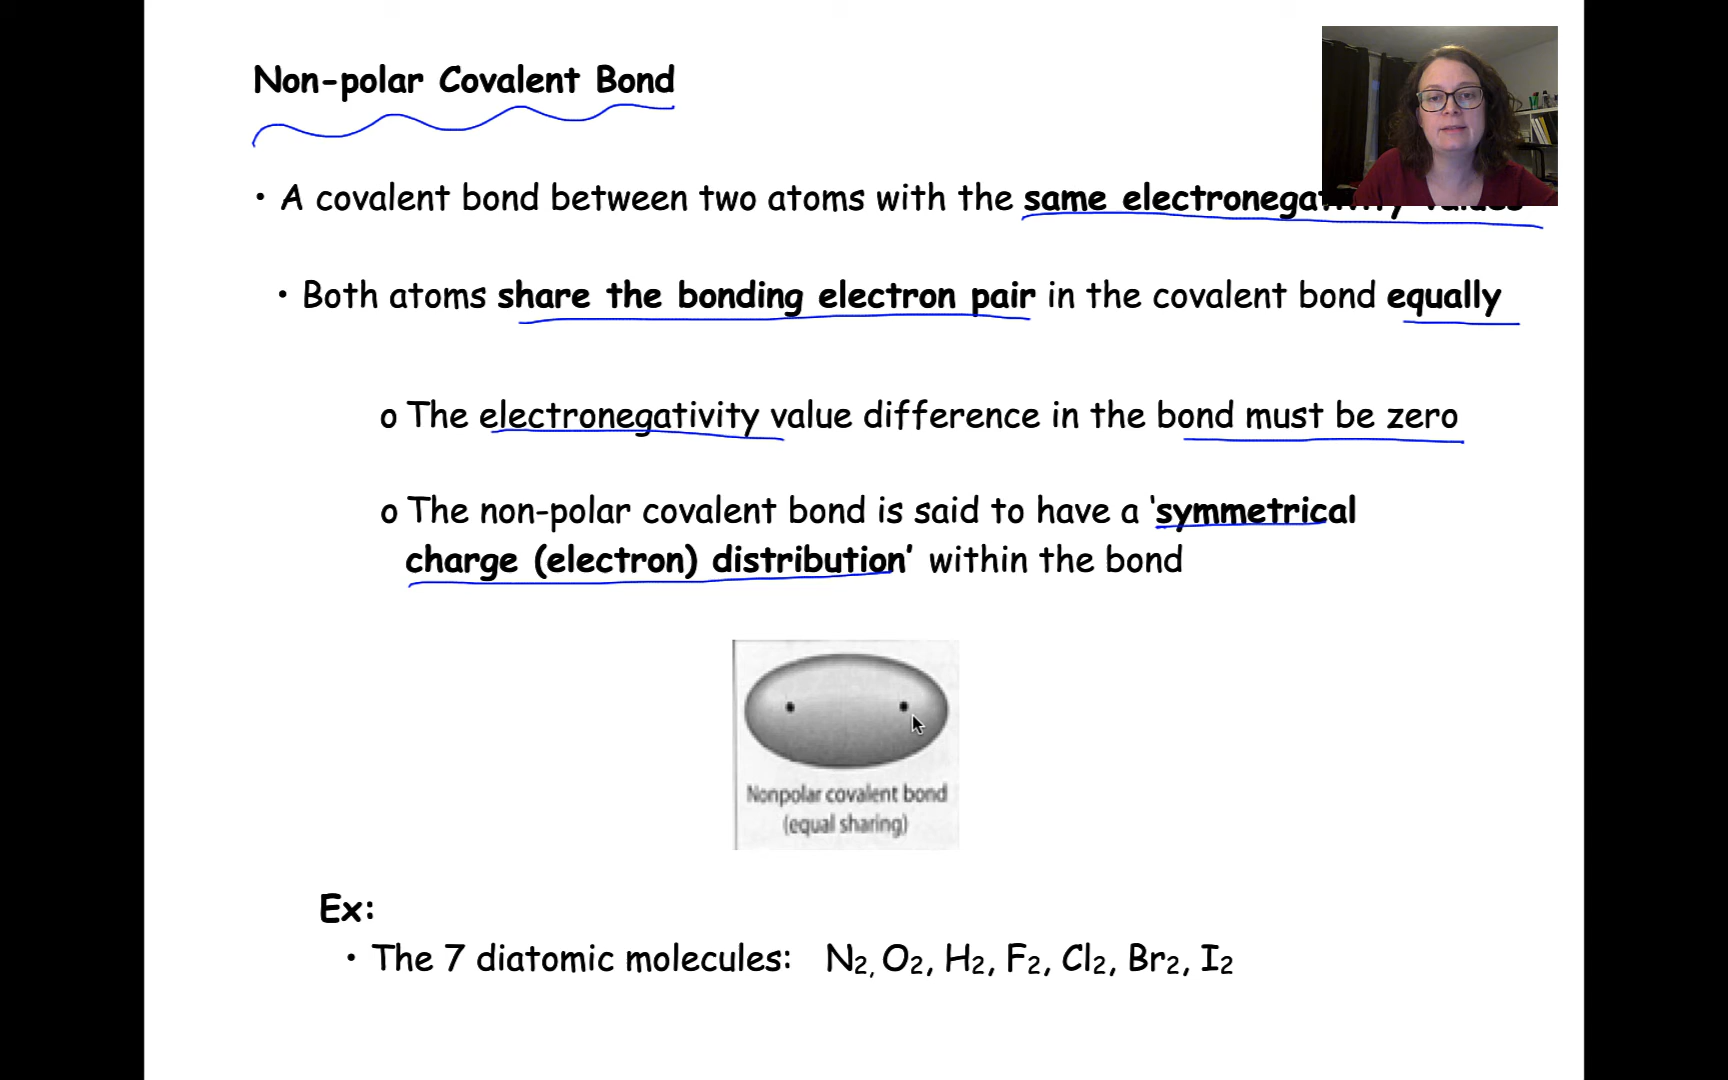 Non-polar Covalent Bond
• A covalent bond between two atoms with the same electronegativity values
• Both atoms share the bonding electron pair in the covalent bond equally
o The electronegativity value difference in the bond must be zero
o The non-polar covalent bond is said to have a ‘symmetrical
charge (electron) distribution’ within the bond
Nonpolar covalent bond
(equal sharing)
Ex:
• The 7 diatomic molecules: N₂, O₂, H₂, F₂, Cl₂, Br₂, I₂